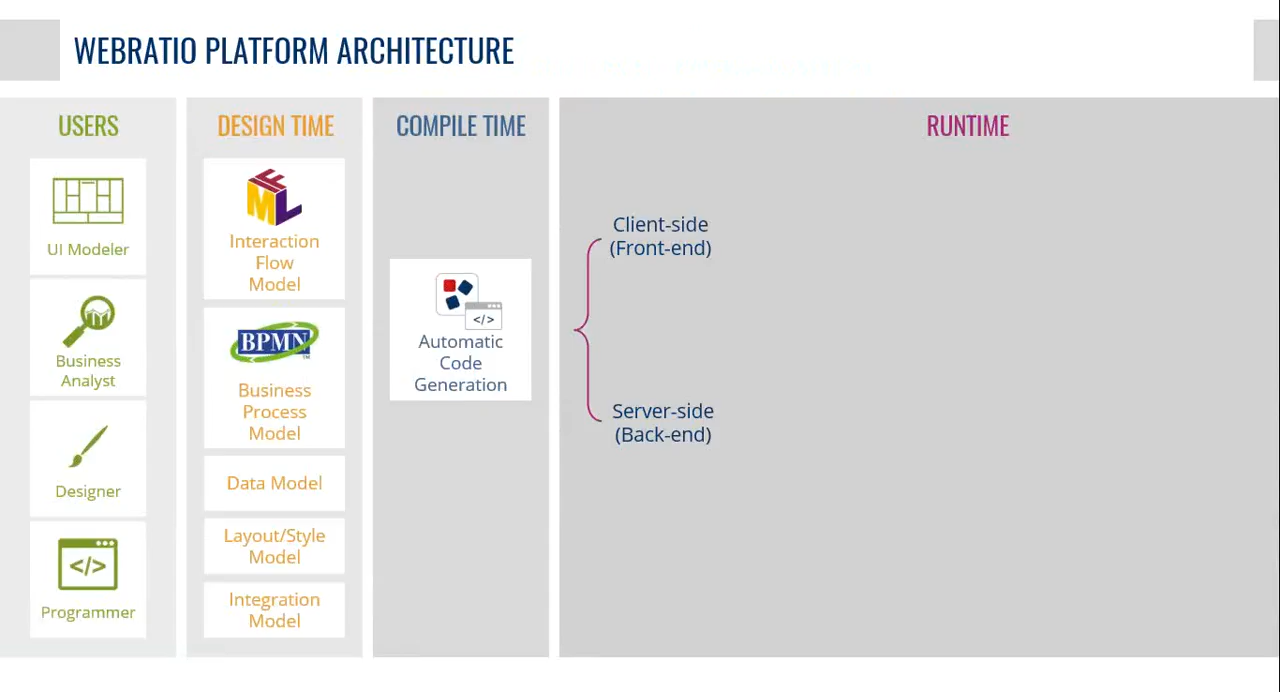 WEBRATIO PLATFORM ARCHITECTURE
USERS
UI Modeler
Business
Analyst
Designer
</>
Programmer
DESIGN TIME
IFML
Interaction
Flow
Model
BPMN
TM
Business
Process
Model
Data Model
Layout/Style
Model
Integration
Model
COMPILE TIME
</>
Automatic
Code
Generation
RUNTIME
Client-side
(Front-end)
Server-side
(Back-end)